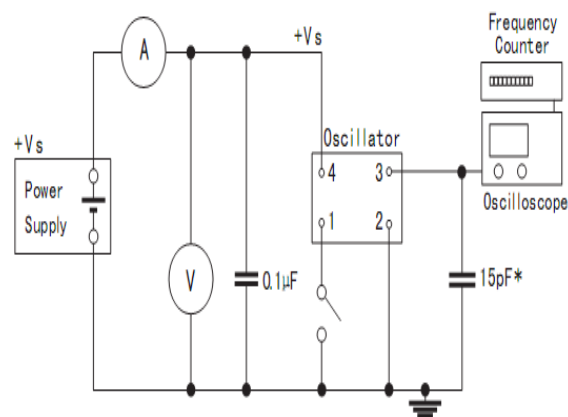 Frequency
Counter
A
+Vs
Oscillator
+Vs
4
3
Power
Supply
1
2
Oscilloscope
V
0.1μF
15pF*